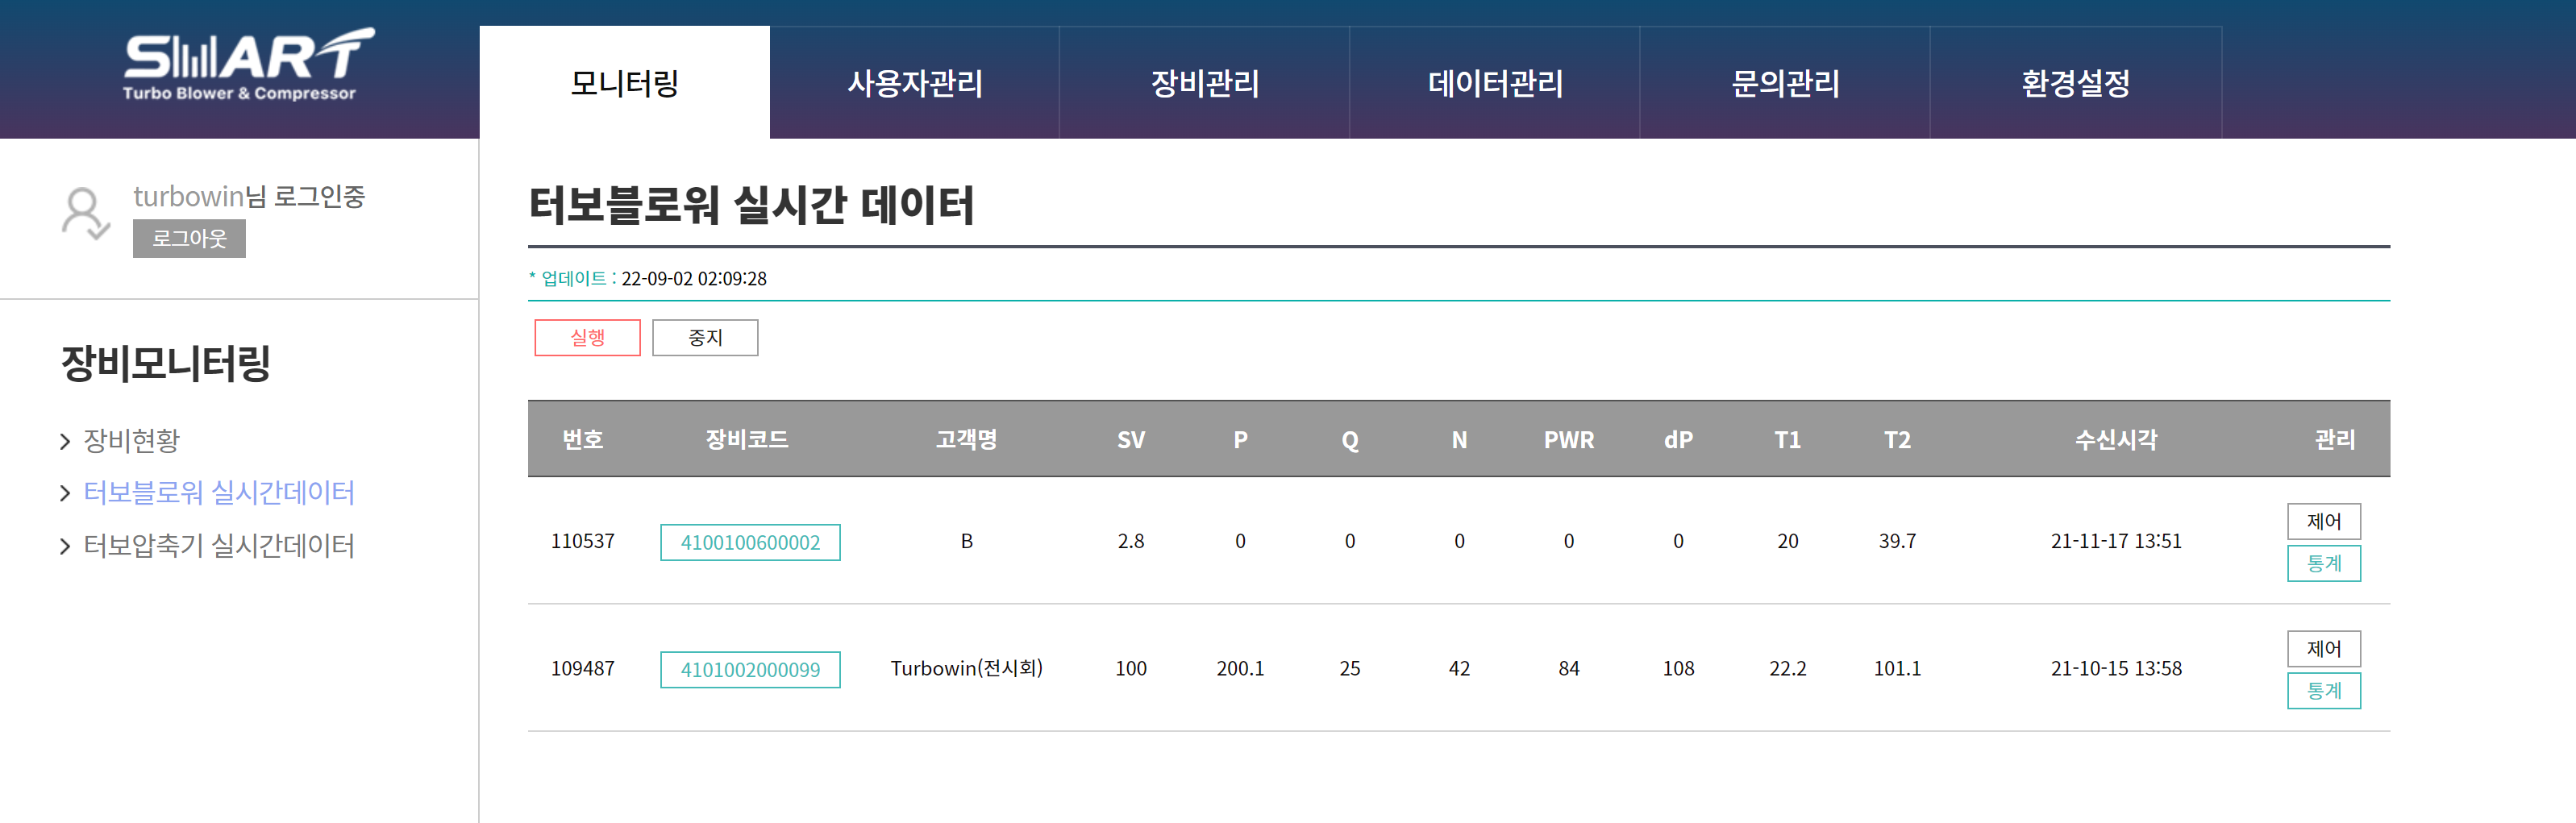 SMART
Turbo Blower & Compressor
모니터링 사용자관리 장비관리 데이터관리 문의관리 환경설정
turbowin님 로그인중
로그아웃
장비모니터링
장비현황
터보블로워 실시간데이터
터보압축기 실시간데이터
터보블로워 실시간 데이터
* 업데이트 : 22-09-02 02:09:28
실행 중지
번호 장비코드 고객명 SV P Q N PWR dP T1 T2 수신시각 관리
110537 4100100600002 B 2.8 0 0 0 0 0 20 39.7 21-11-17 13:51 제어
통계
109487 4101002000099 Turbowin(전시회) 100 200.1 25 42 84 108 22.2 101.1 21-10-15 13:58 제어
통계